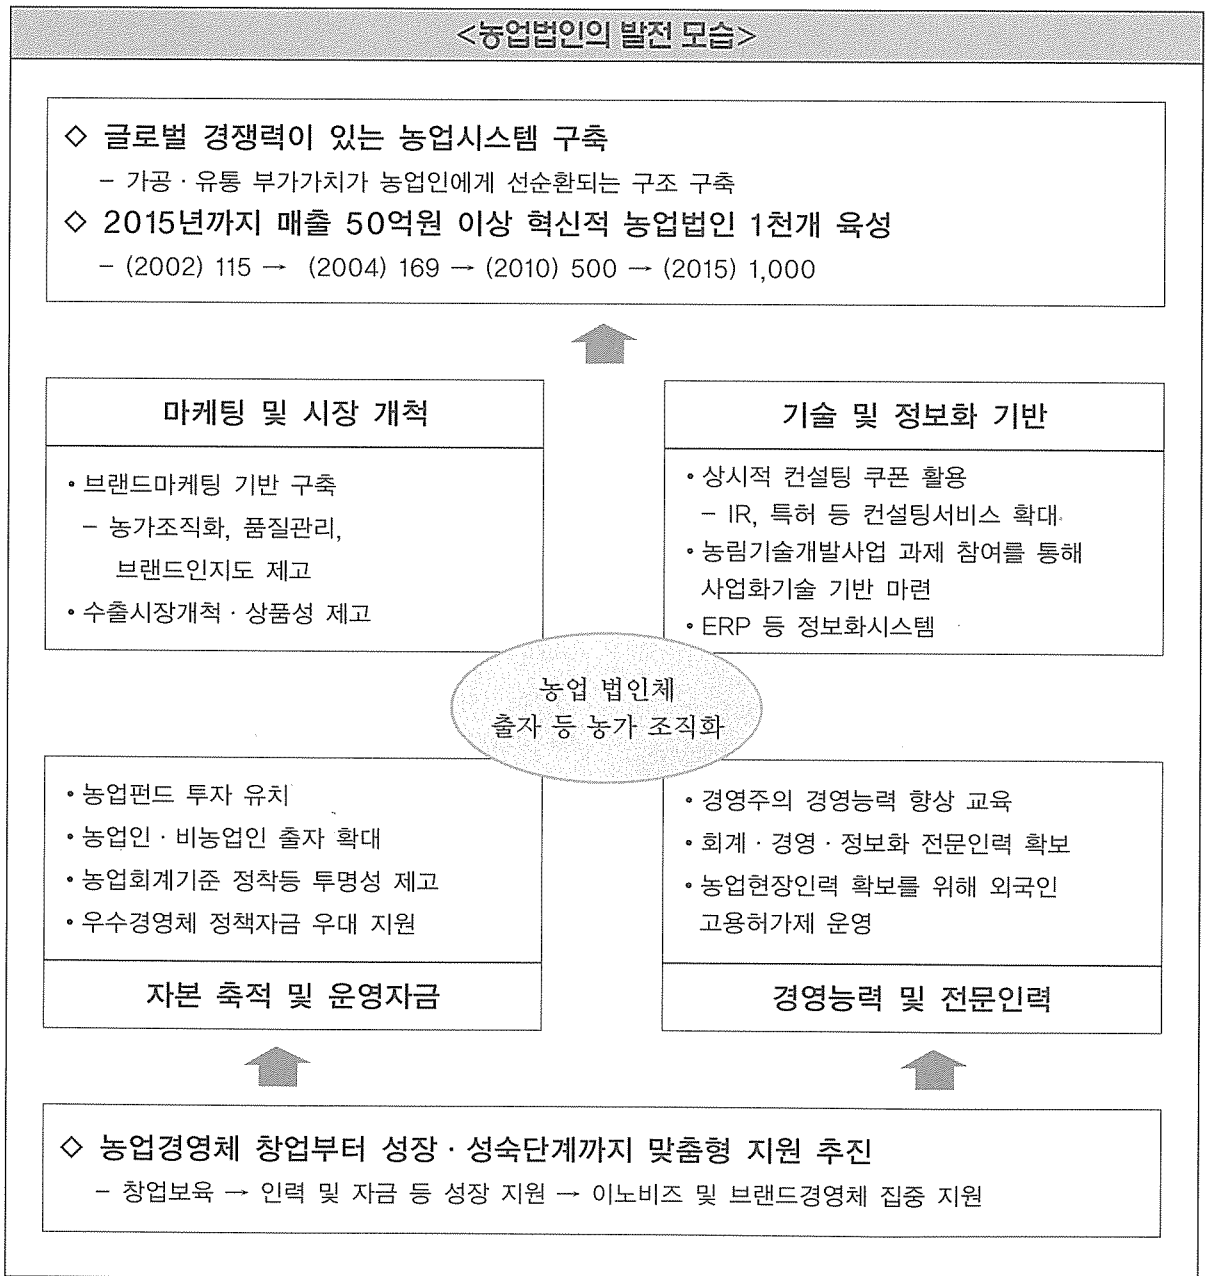 <농업법인의 발전 모습>
◇ 글로벌 경쟁력이 있는 농업시스템 구축
– 가공 · 유통 부가가치가 농업인에게 선순환되는 구조 구축
◇ 2015년까지 매출 50억원 이상 혁신적 농업법인 1천개 육성
– (2002) 115 → (2004) 169 → (2010) 500 → (2015) 1,000
마케팅 및 시장 개척
• 브랜드마케팅 기반 구축
– 농가조직화, 품질관리,
브랜드인지도 제고
• 수출시장개척 · 상품성 제고
기술 및 정보화 기반
• 상시적 컨설팅 쿠폰 활용
– IR, 특허 등 컨설팅서비스 확대
• 농림기술개발사업 과제 참여를 통해
사업화기술 기반 마련
• ERP 등 정보화시스템
농업 법인체
출자 등 농가 조직화
• 농업펀드 투자 유치
• 농업인 · 비농업인 출자 확대
• 농업회계기준 정착등 투명성 제고
• 우수경영체 정책자금 우대 지원
자본 축적 및 운영자금
• 경영주의 경영능력 향상 교육
• 회계 · 경영 · 정보화 전문인력 확보
• 농업현장인력 확보를 위해 외국인
고용허가제 운영
경영능력 및 전문인력
◇ 농업경영체 창업부터 성장 · 성숙단계까지 맞춤형 지원 추진
– 창업보육 → 인력 및 자금 등 성장 지원 → 이노비즈 및 브랜드경영체 집중 지원